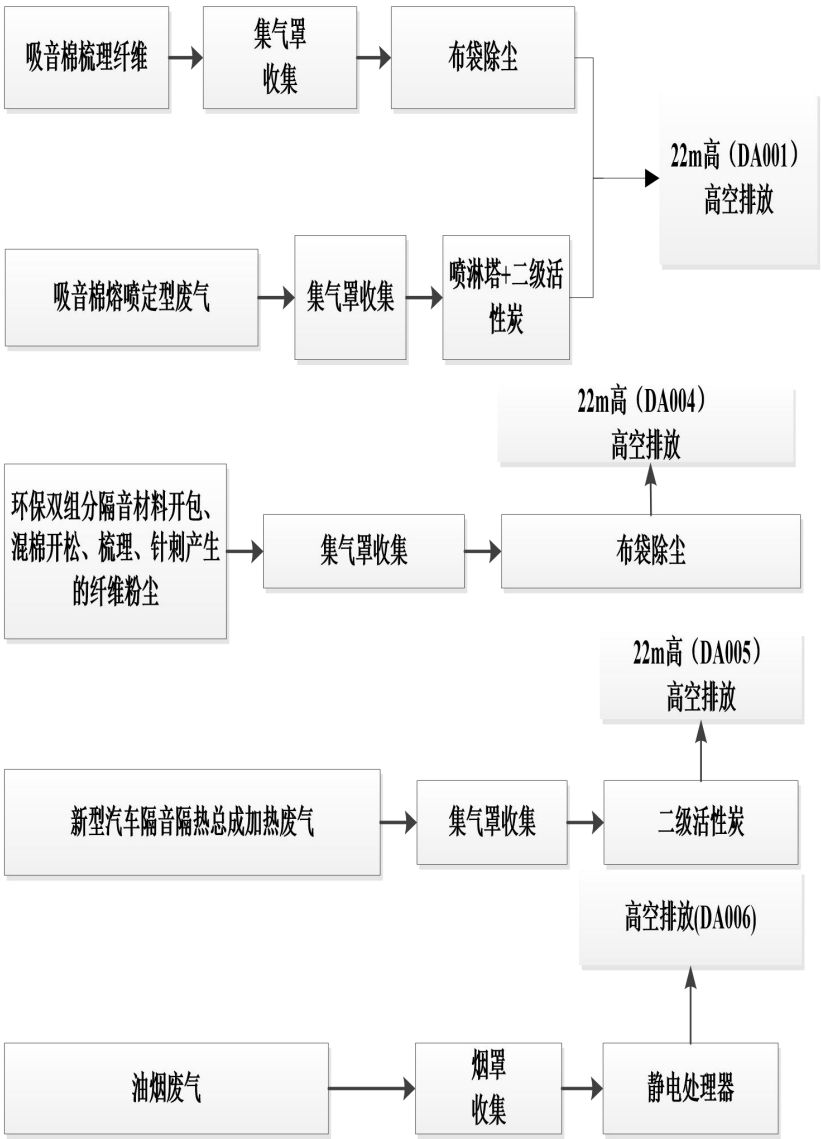 吸音棉梳理纤维
集气罩
收集
布袋除尘
22m高（DA001）
高空排放
吸音棉熔喷定型废气
集气罩收集
喷淋塔+二级活
性炭
22m高（DA004）
高空排放
环保双组分隔音材料开包、
混棉开松、梳理、针刺产生
的纤维粉尘
集气罩收集
布袋除尘
22m高（DA005）
高空排放
新型汽车隔音隔热总成加热废气
集气罩收集
二级活性炭
高空排放(DA006)
油烟废气
烟罩
收集
静电处理器